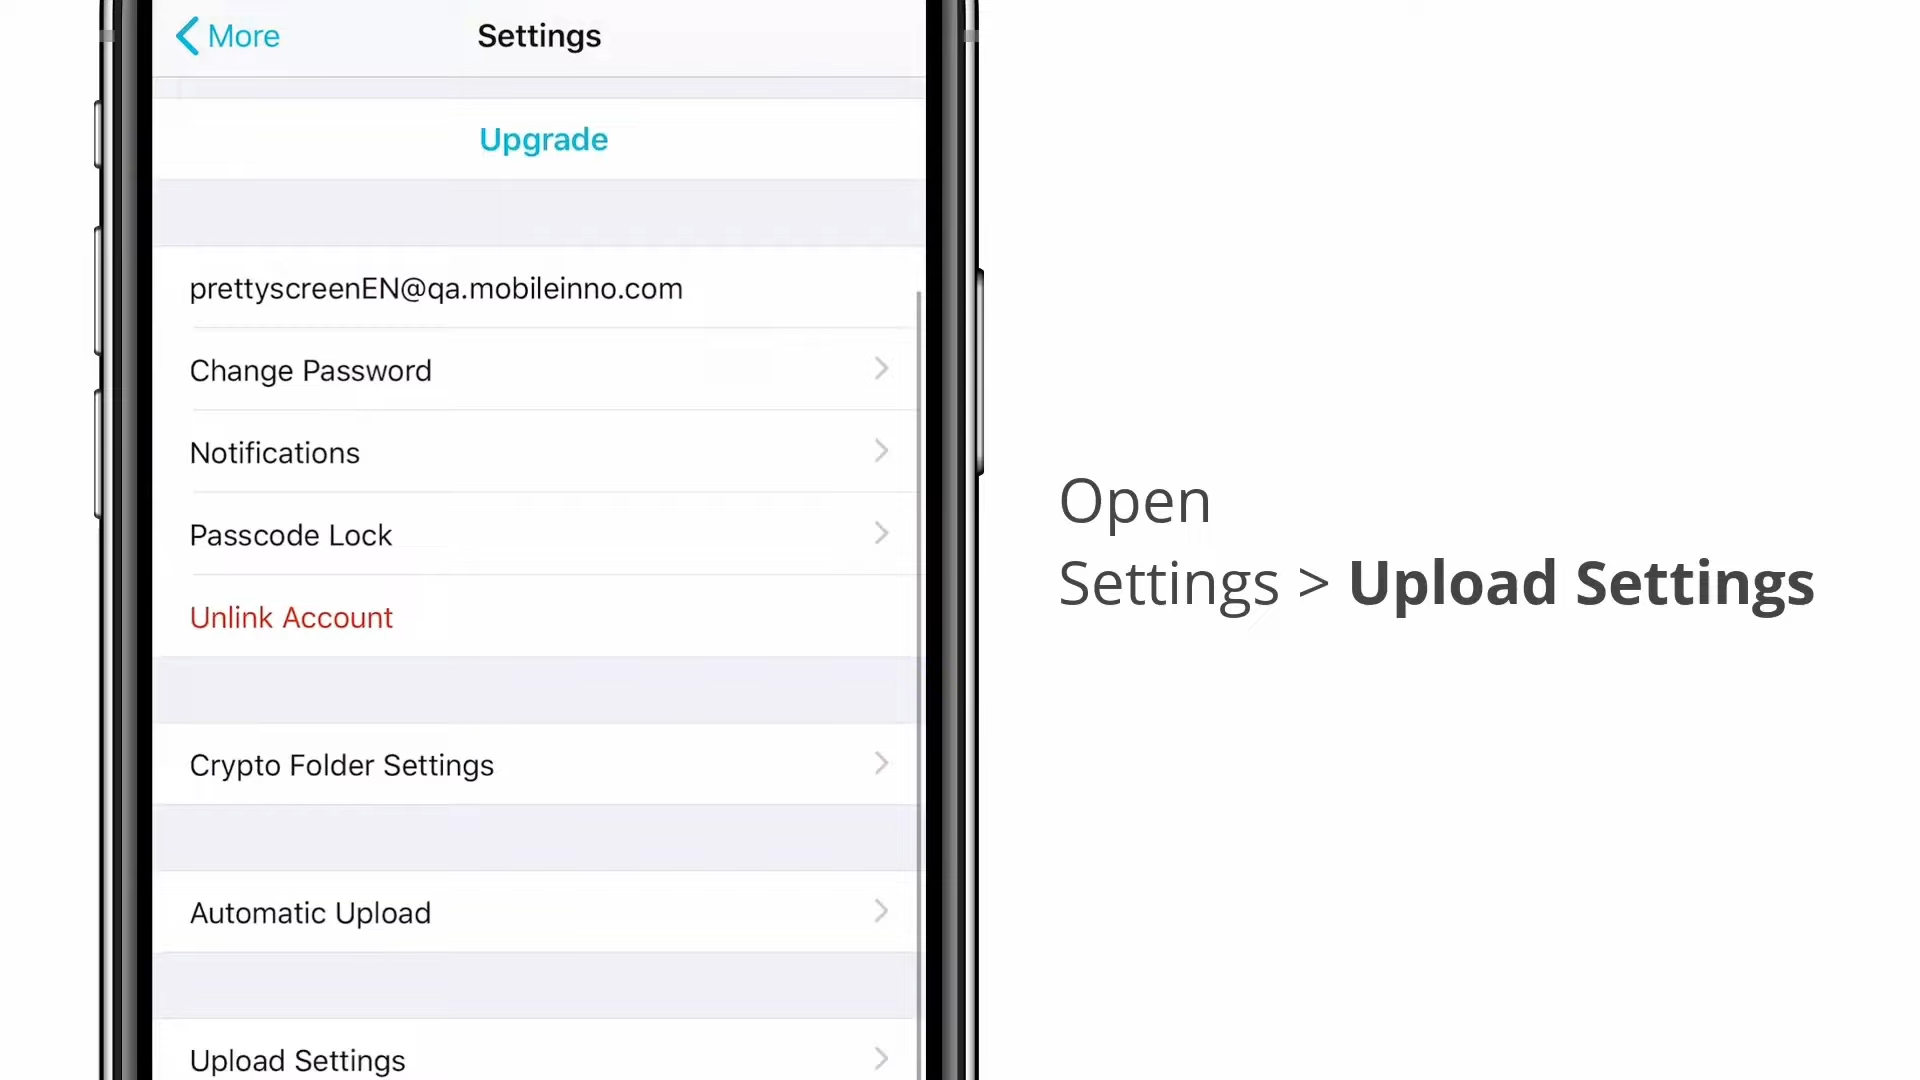 More
Settings
Upgrade
prettyscreenEN@qa.mobileinno.com
Change Password
Notifications
Passcode Lock
Unlink Account
Crypto Folder Settings
Automatic Upload
Upload Settings
Open
Settings > Upload Settings